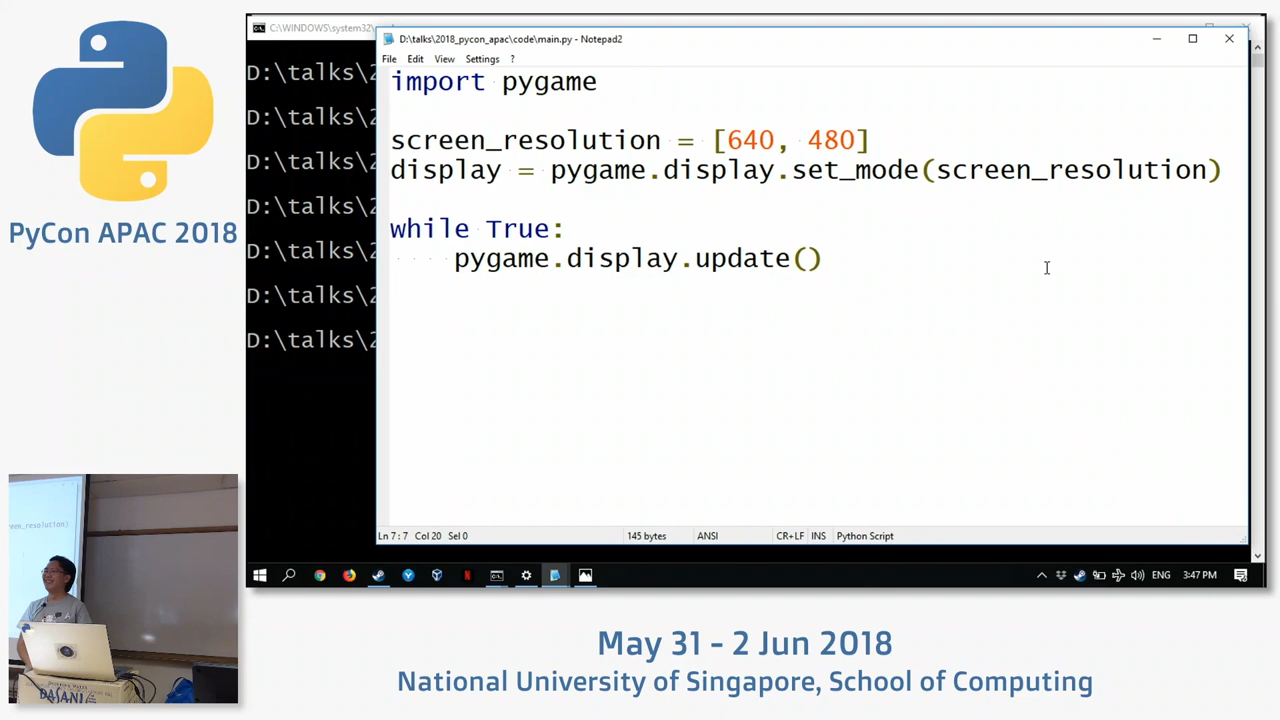 PyCon APAC 2018
C:\WINDOWS\system32\
D:\talks\2
D:\talks\2
D:\talks\2
D:\talks\2
D:\talks\2
D:\talks\2
D:\talks\2
D:\talks\2018_pycon_apac\code\main.py - Notepad2
File Edit View Settings ?
import pygame
screen_resolution = [640, 480]
display = pygame.display.set_mode(screen_resolution)
while True:
    pygame.display.update()
Ln 7 : 7 Col 20 Sel 0 145 bytes ANSI CR+LF INS Python Script
ENG 3:47 PM
een_resolution)
DASANI
May 31 - 2 Jun 2018
National University of Singapore, School of Computing